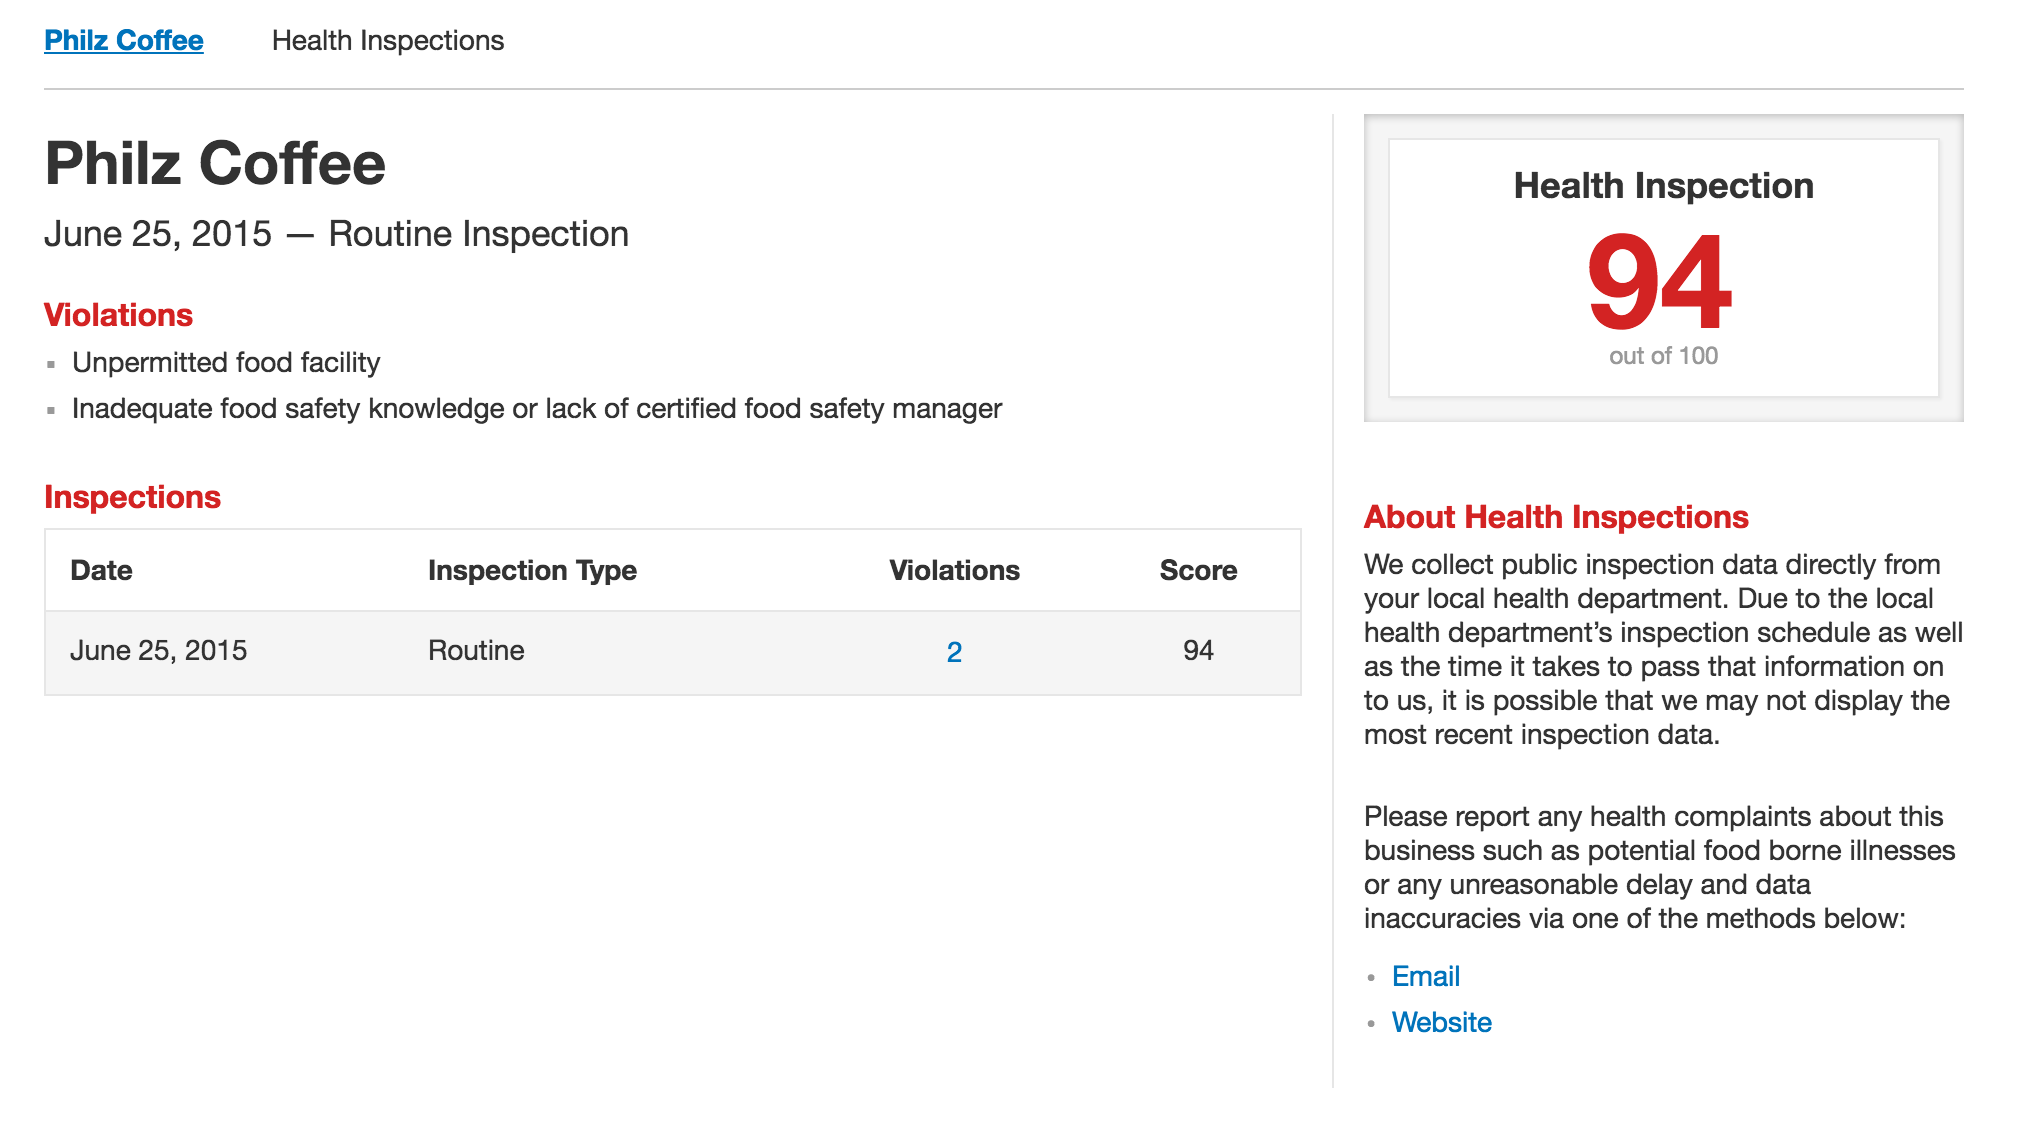 Philz Coffee Health Inspections
Philz Coffee
June 25, 2015 — Routine Inspection
Violations
Unpermitted food facility
Inadequate food safety knowledge or lack of certified food safety manager
Inspections
Date Inspection Type Violations Score
June 25, 2015 Routine 2 94
Health Inspection
94
out of 100
About Health Inspections
We collect public inspection data directly from
your local health department. Due to the local
health department’s inspection schedule as well
as the time it takes to pass that information on
to us, it is possible that we may not display the
most recent inspection data.
Please report any health complaints about this
business such as potential food borne illnesses
or any unreasonable delay and data
inaccuracies via one of the methods below:
Email
Website